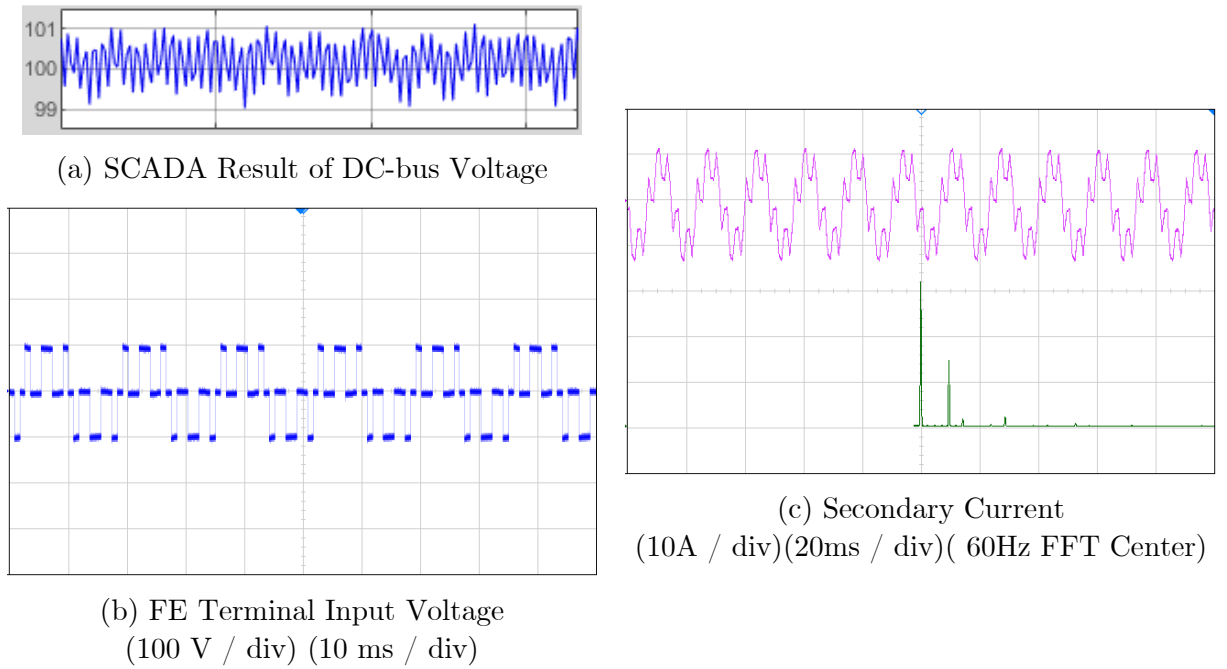 101
100
99
(a) SCADA Result of DC-bus Voltage
(b) FE Terminal Input Voltage
(100 V / div) (10 ms / div)
(c) Secondary Current
(10A / div)(20ms / div)( 60Hz FFT Center)